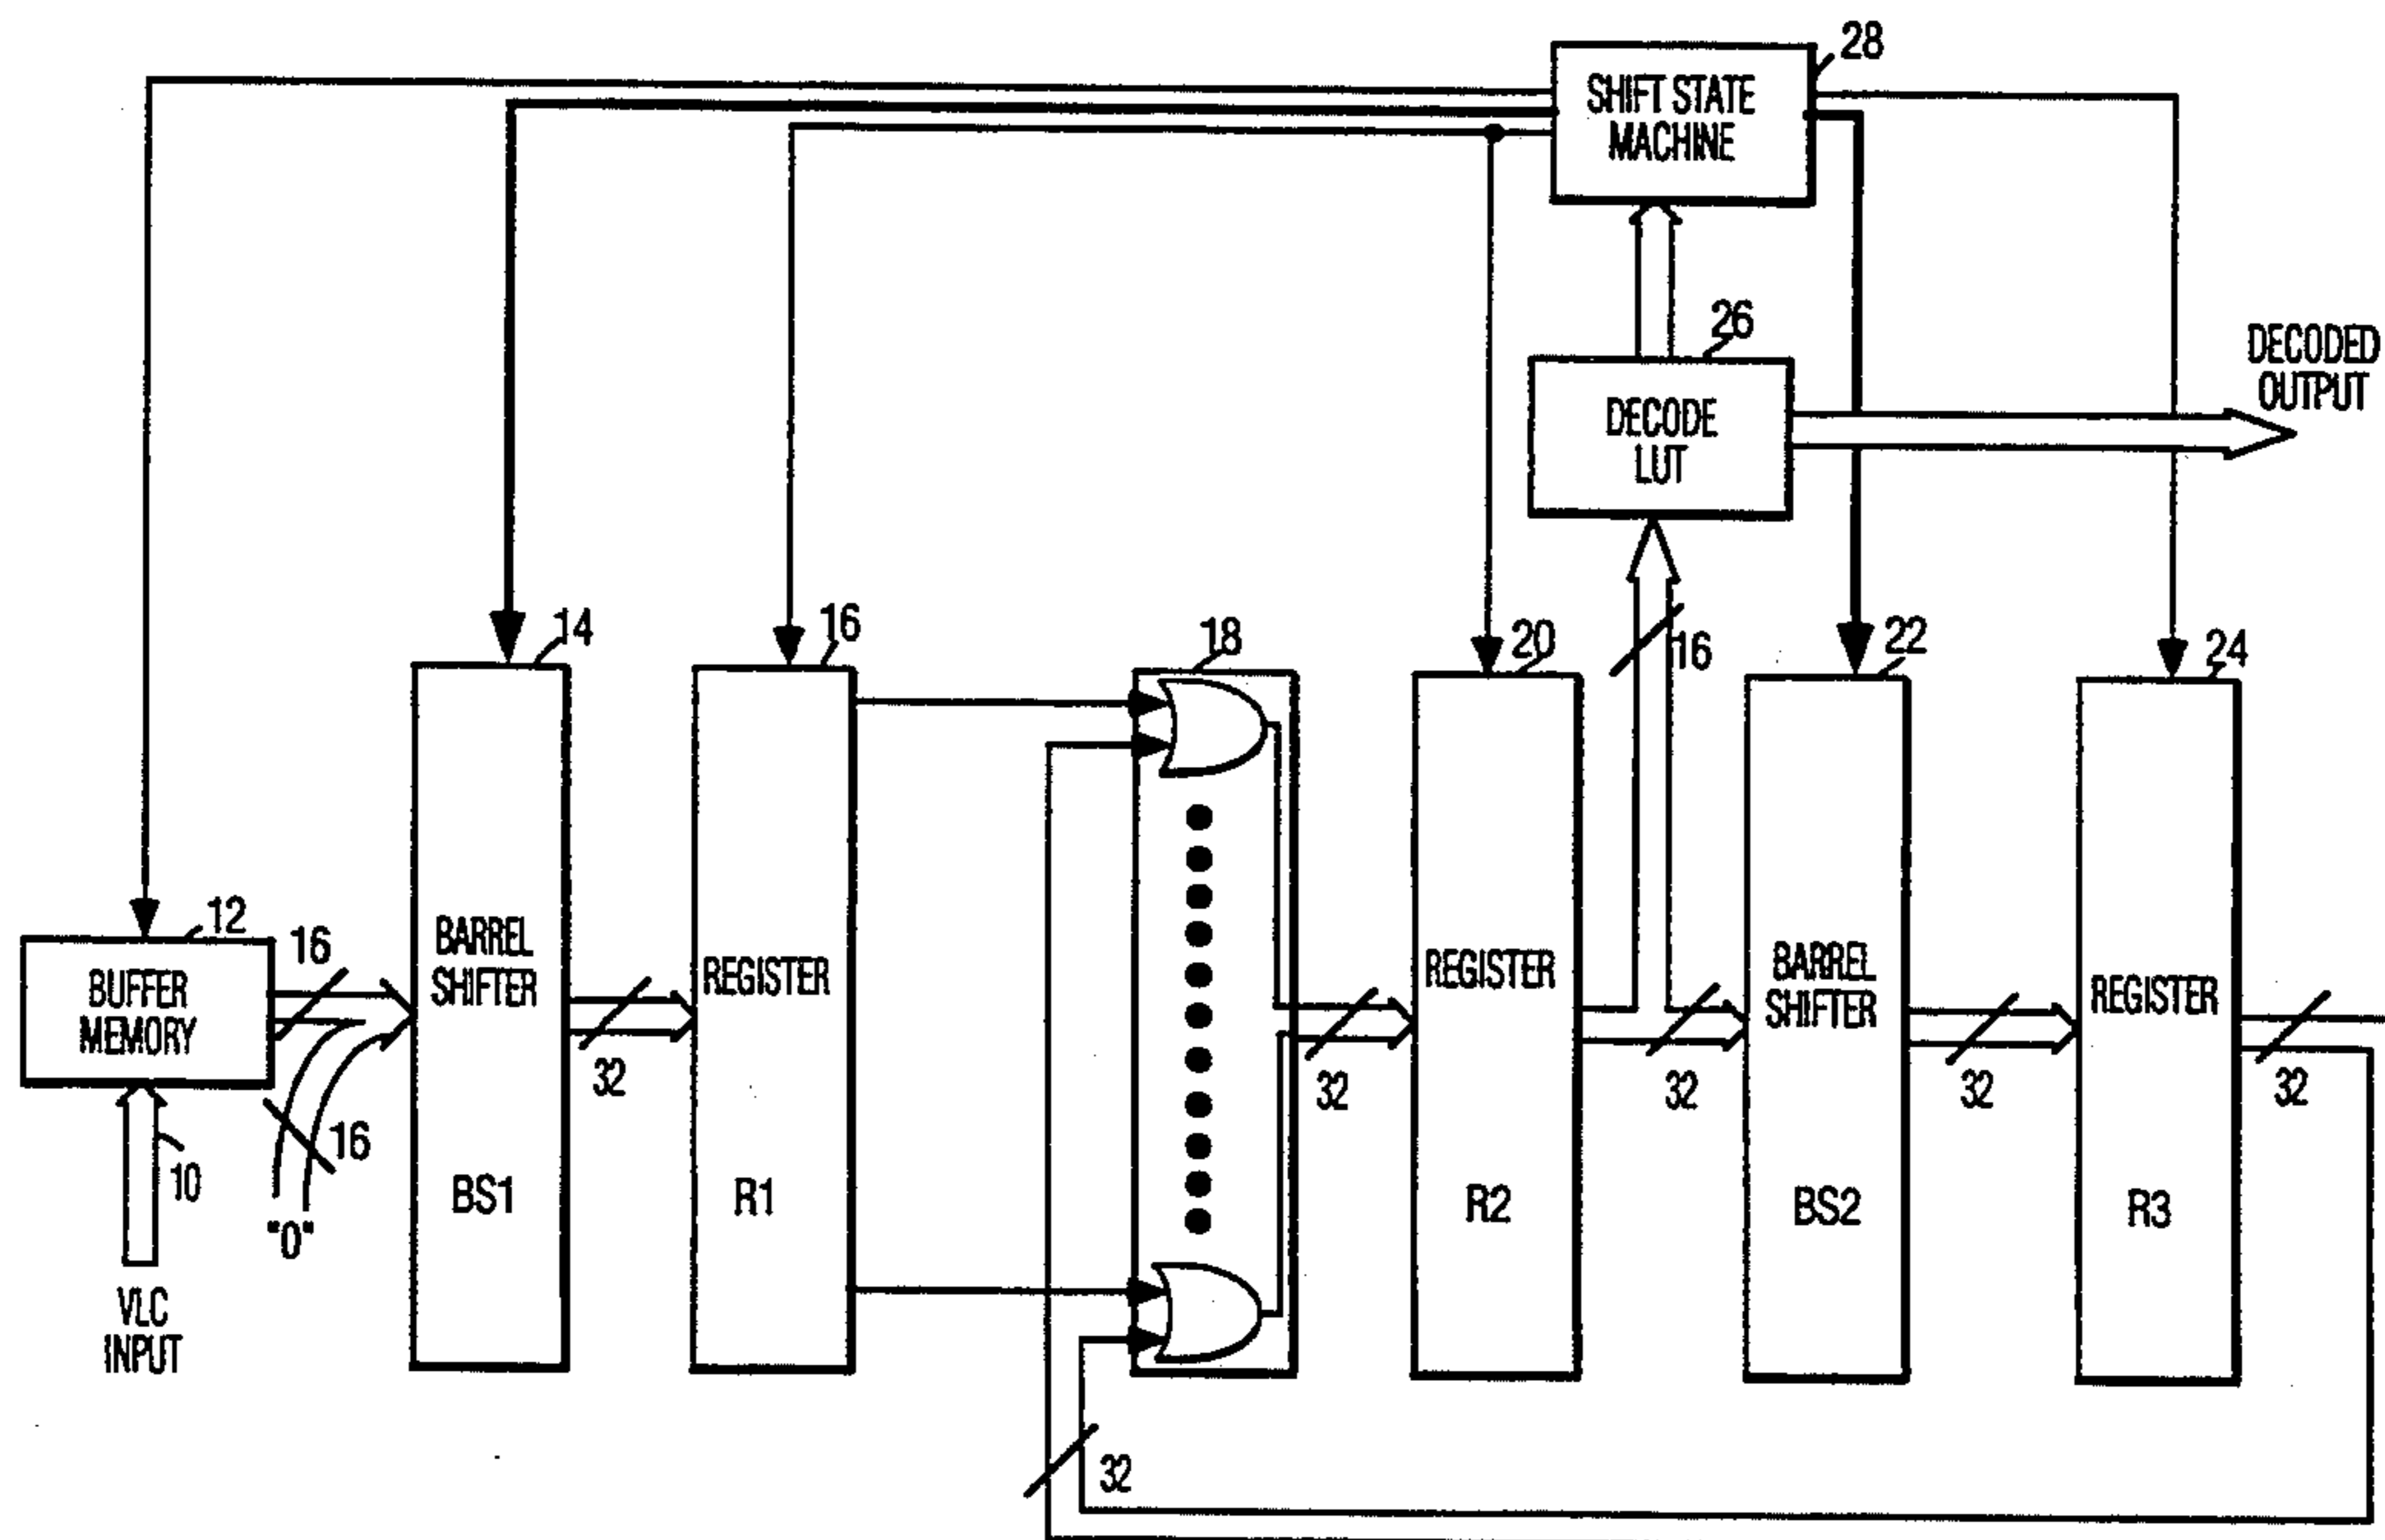 28
SHIFT STATE
MACHINE
26
DECODED
OUTPUT
DECODE
LUT
14
16
18
20
16
22
24
12
16
BUFFER
MEMORY
BARREL
SHIFTER
REGISTER
REGISTER
BARREL
SHIFTER
REGISTER
32
32
32
32
32
16
10
"0"
BS1
R1
R2
BS2
R3
VLC
INPUT
32